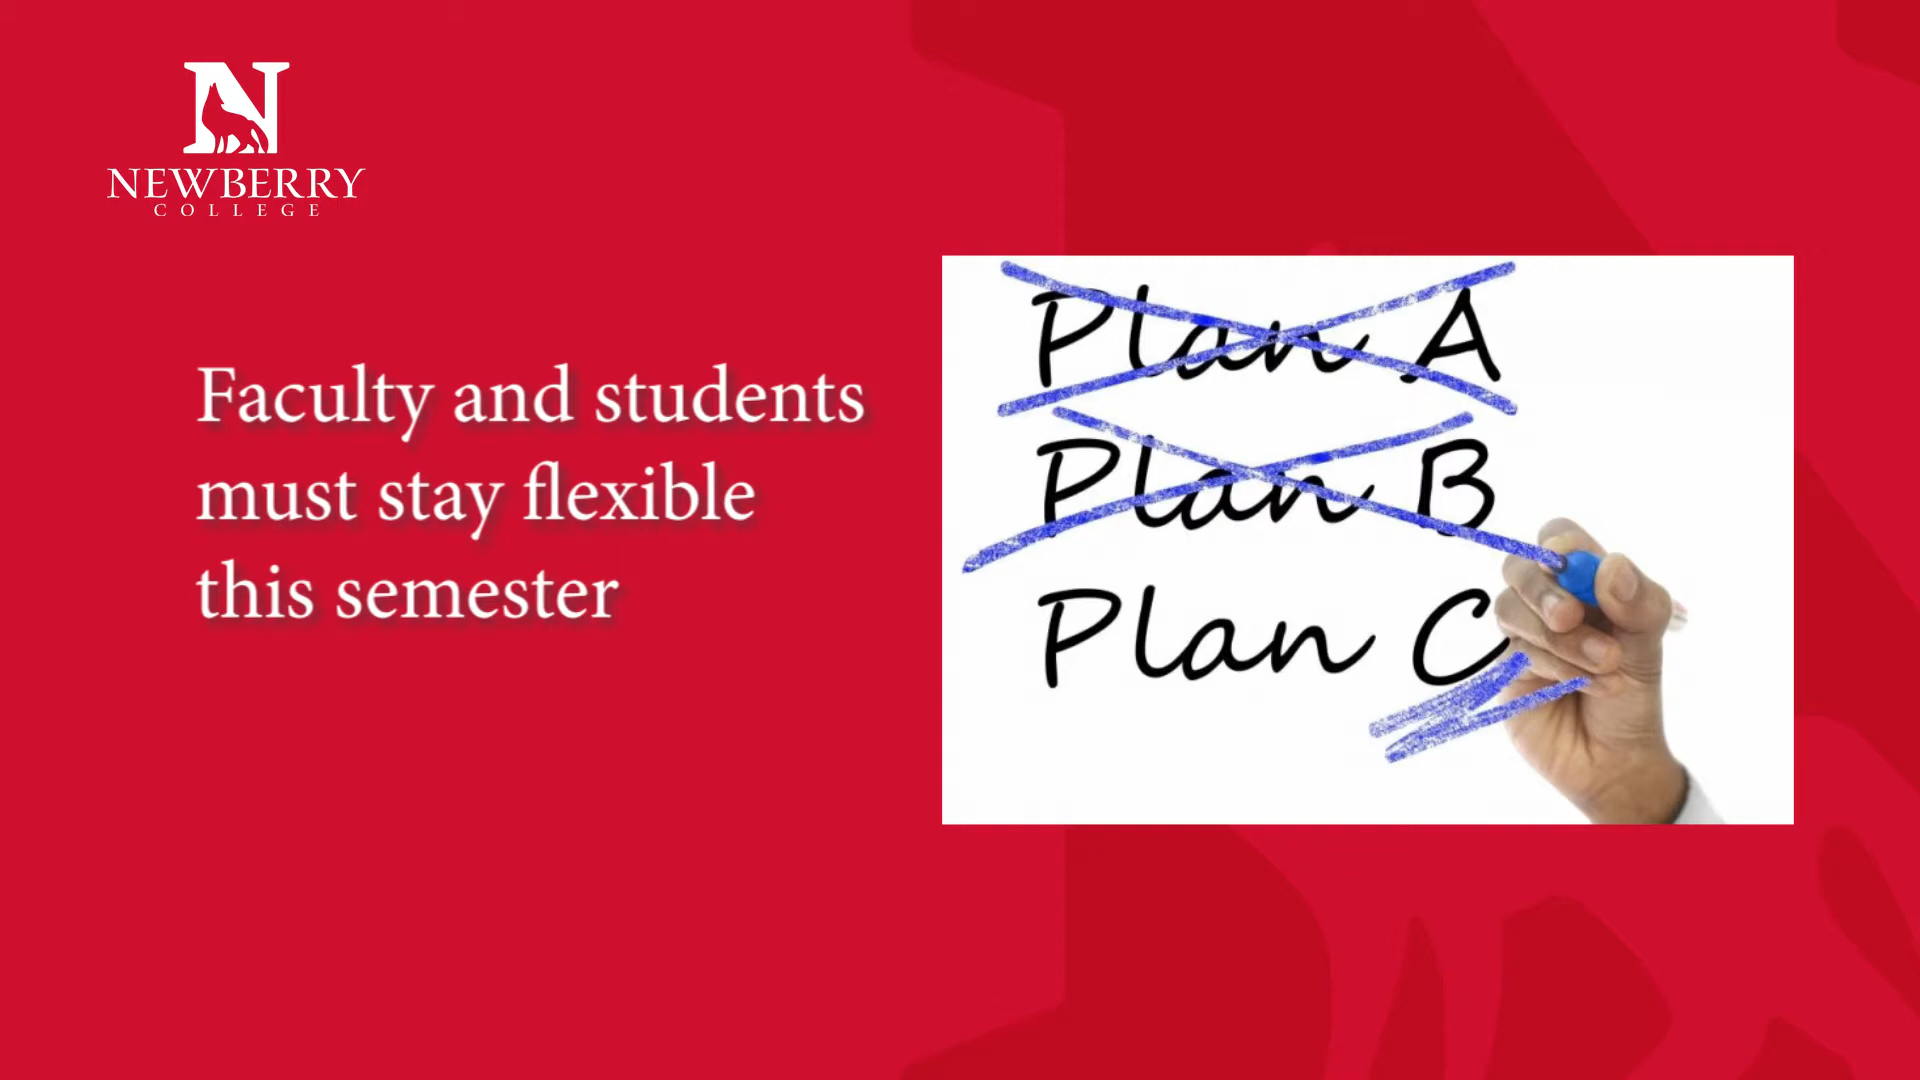 N
NEWBERRY
COLLEGE
Faculty and students
must stay flexible
this semester
Plan A
Plan B
Plan C